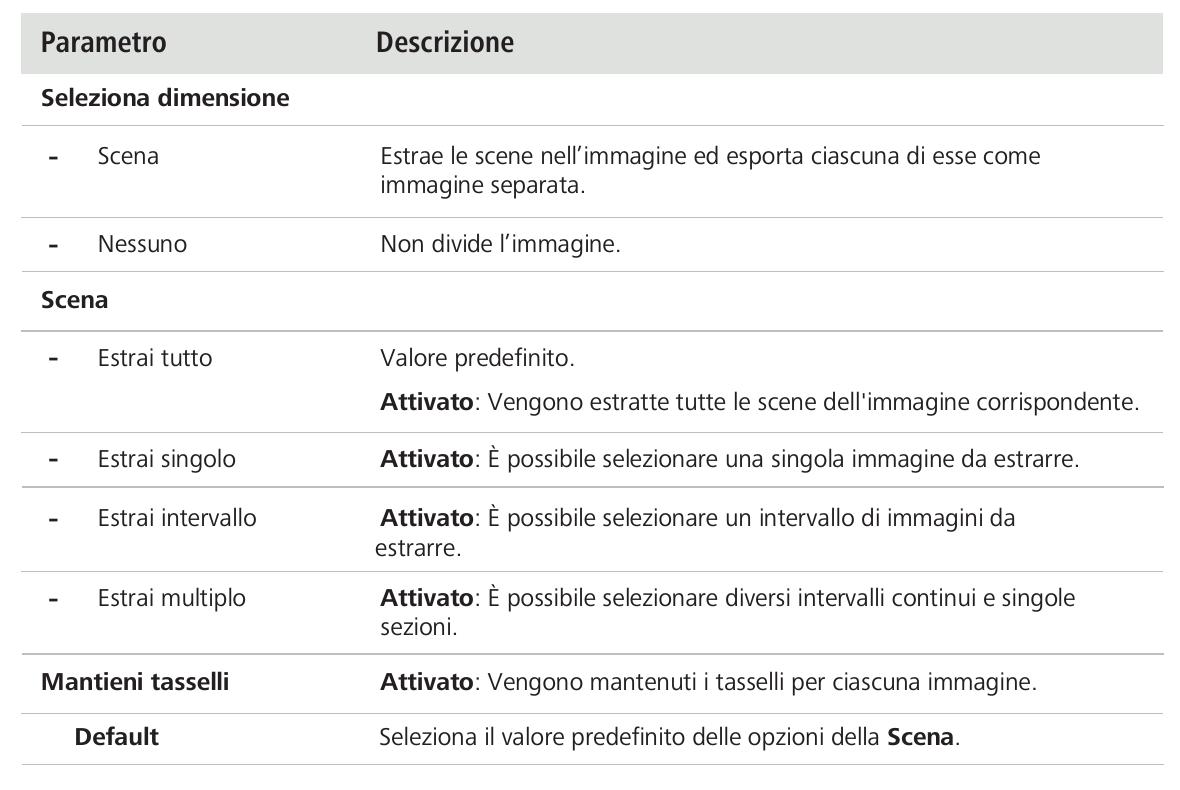 Parametro Descrizione
Seleziona dimensione
- Scena Estrae le scene nell’immagine ed esporta ciascuna di esse come
immagine separata.
- Nessuno Non divide l’immagine.
Scena
- Estrai tutto Valore predefinito.
Attivato: Vengono estratte tutte le scene dell'immagine corrispondente.
- Estrai singolo Attivato: È possibile selezionare una singola immagine da estrarre.
- Estrai intervallo Attivato: È possibile selezionare un intervallo di immagini da
estrarre.
- Estrai multiplo Attivato: È possibile selezionare diversi intervalli continui e singole
sezioni.
Mantieni tasselli Attivato: Vengono mantenuti i tasselli per ciascuna immagine.
Default Seleziona il valore predefinito delle opzioni della Scena.